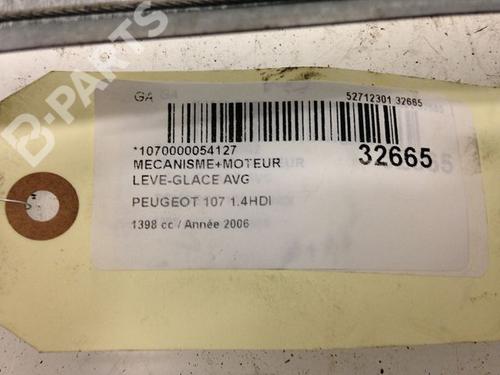 B-PARTS
GA G4
52712301 32665
*1070000054127
32665
MECANISME+MOTEUR
LEVE-GLACE AVG
PEUGEOT 107 1.4HDI
1398 cc / Année 2006